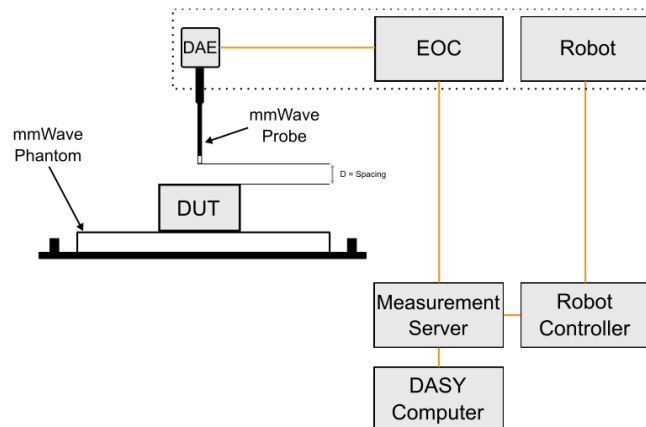 DAE
EOC
Robot
mmWave
Probe
mmWave
Phantom
D = Spacing
DUT
Measurement
Server
Robot
Controller
DASY
Computer